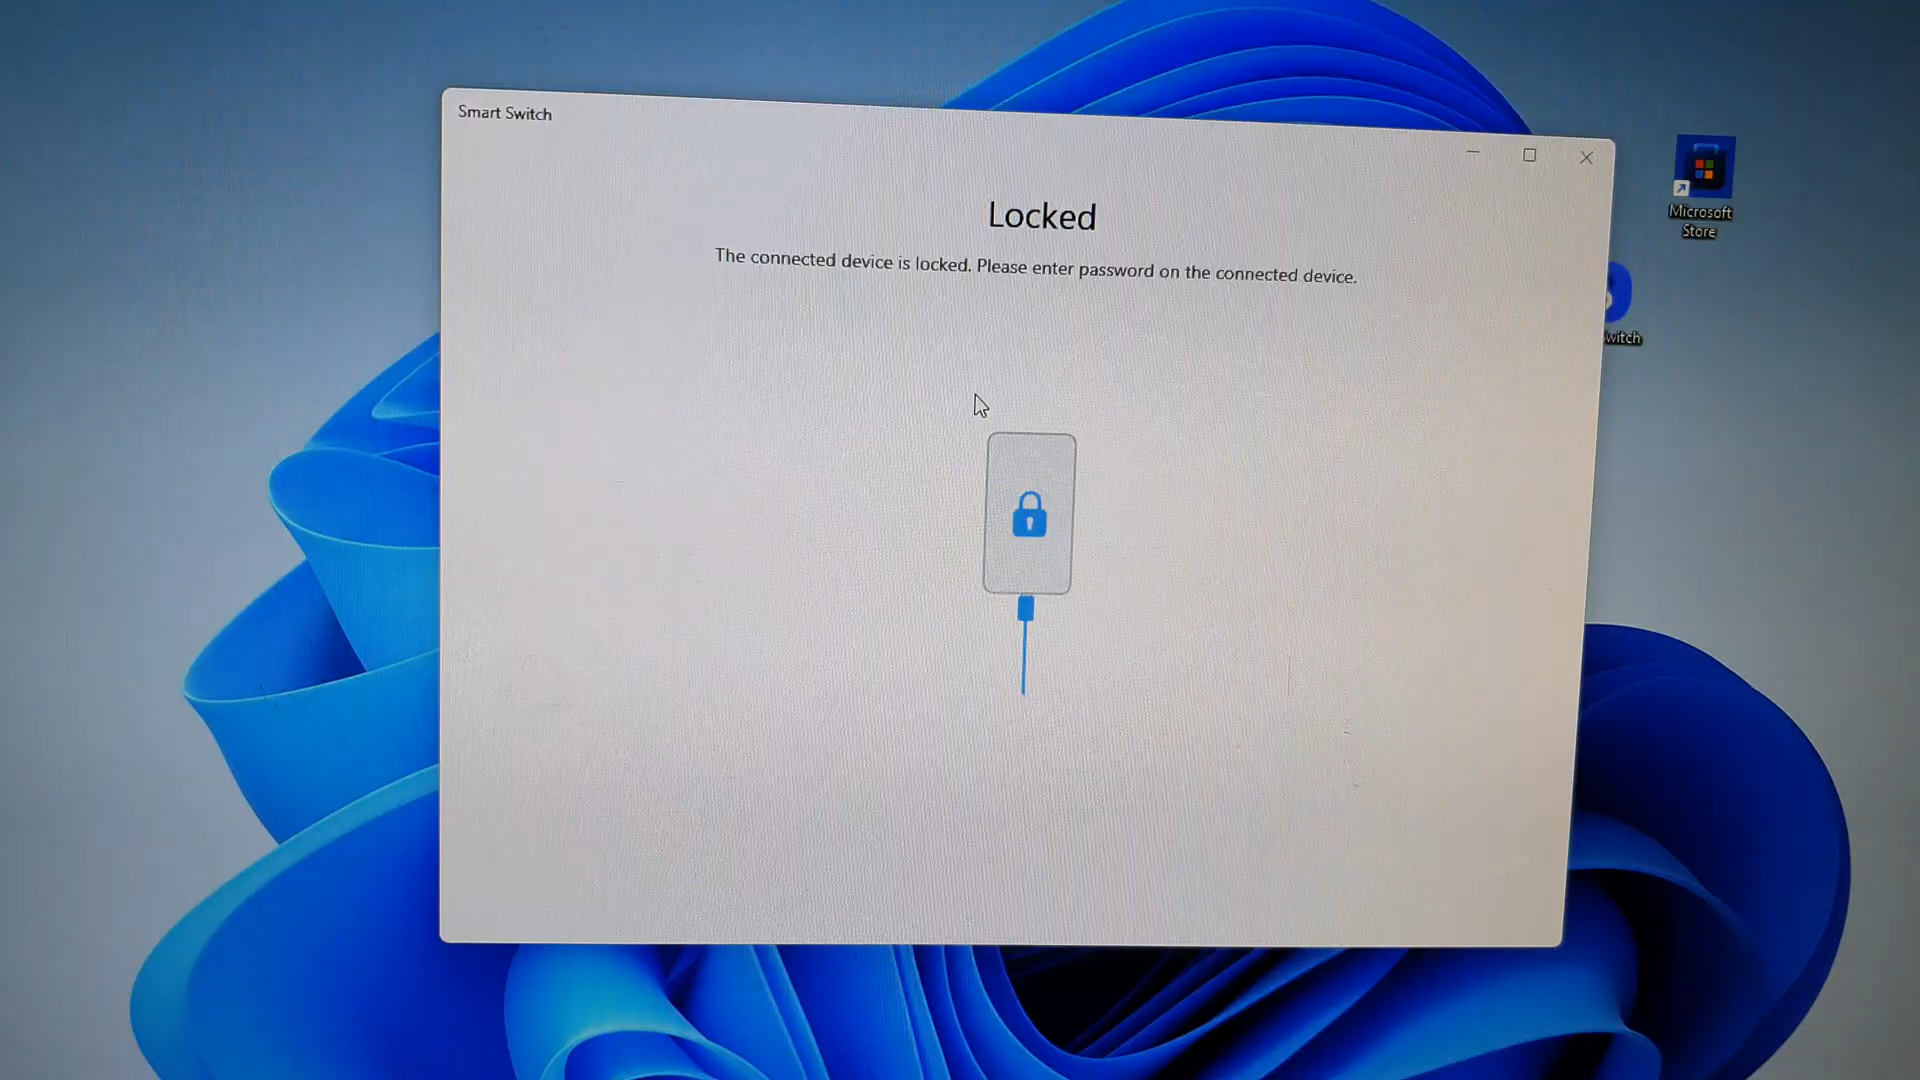 Smart Switch
Locked
The connected device is locked. Please enter password on the connected device.
Microsoft
Store
witch